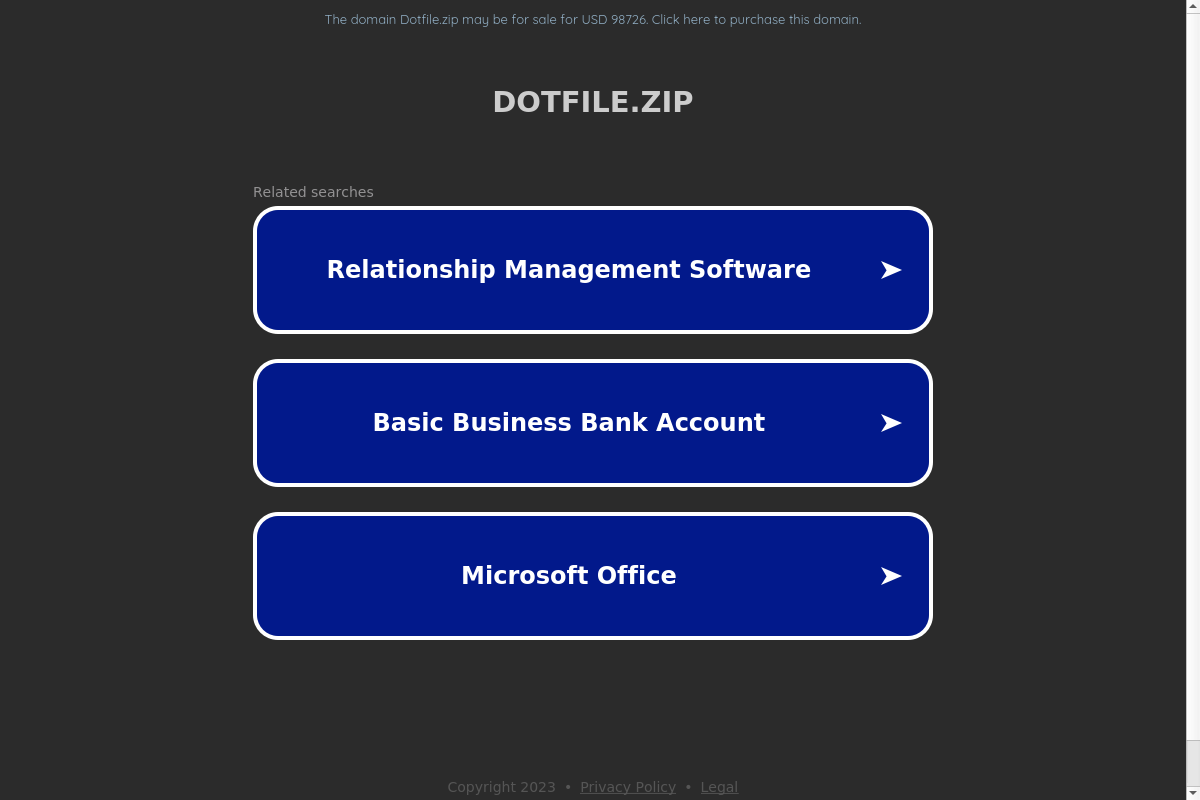 The domain Dotfile.zip may be for sale for USD 98726. Click here to purchase this domain.
DOTFILE.ZIP
Related searches
Relationship Management Software
Basic Business Bank Account
Microsoft Office
Copyright 2023 • Privacy Policy • Legal